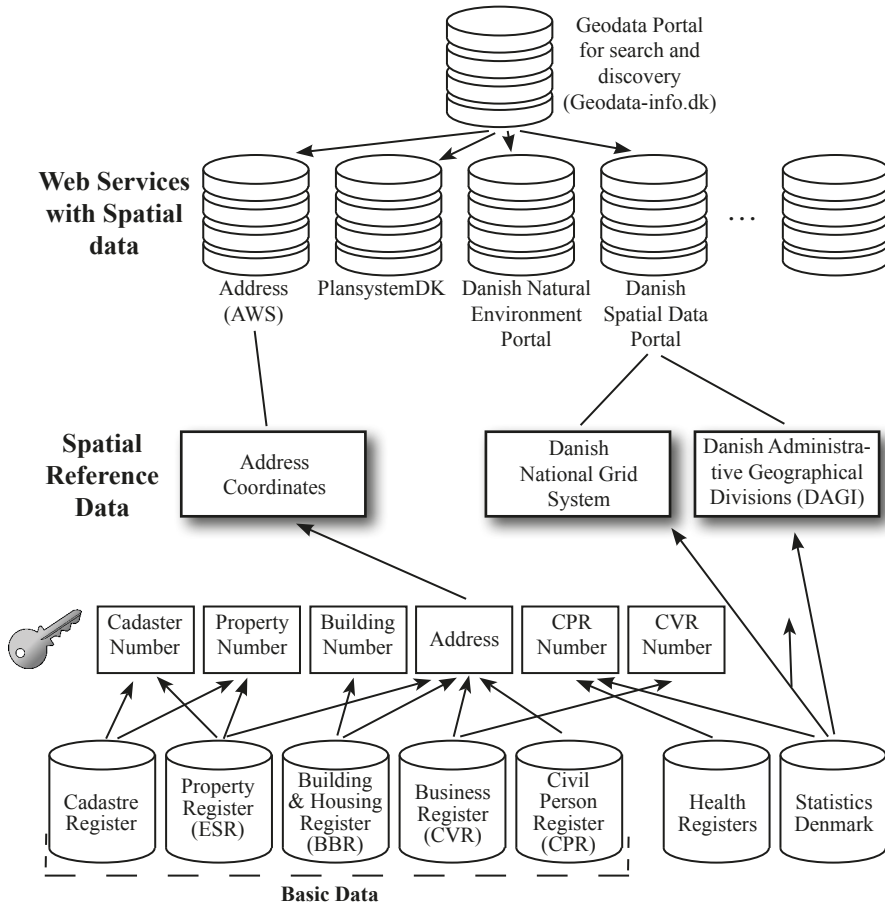 Geodata Portal
for search and
discovery
(Geodata-info.dk)
Web Services
with Spatial
data
...
Address
(AWS)
PlansystemDK
Danish Natural
Environment
Portal
Danish
Spatial Data
Portal
Spatial
Reference
Data
Address
Coordinates
Danish
National Grid
System
Danish Administra-
tive Geographical
Divisions (DAGI)
Cadaster
Number
Property
Number
Building
Number
Address
CPR
Number
CVR
Number
Cadastre
Register
Property
Register
(ESR)
Building
& Housing
Register
(BBR)
Business
Register
(CVR)
Civil
Person
Register
(CPR)
Health
Registers
Statistics
Denmark
Basic Data